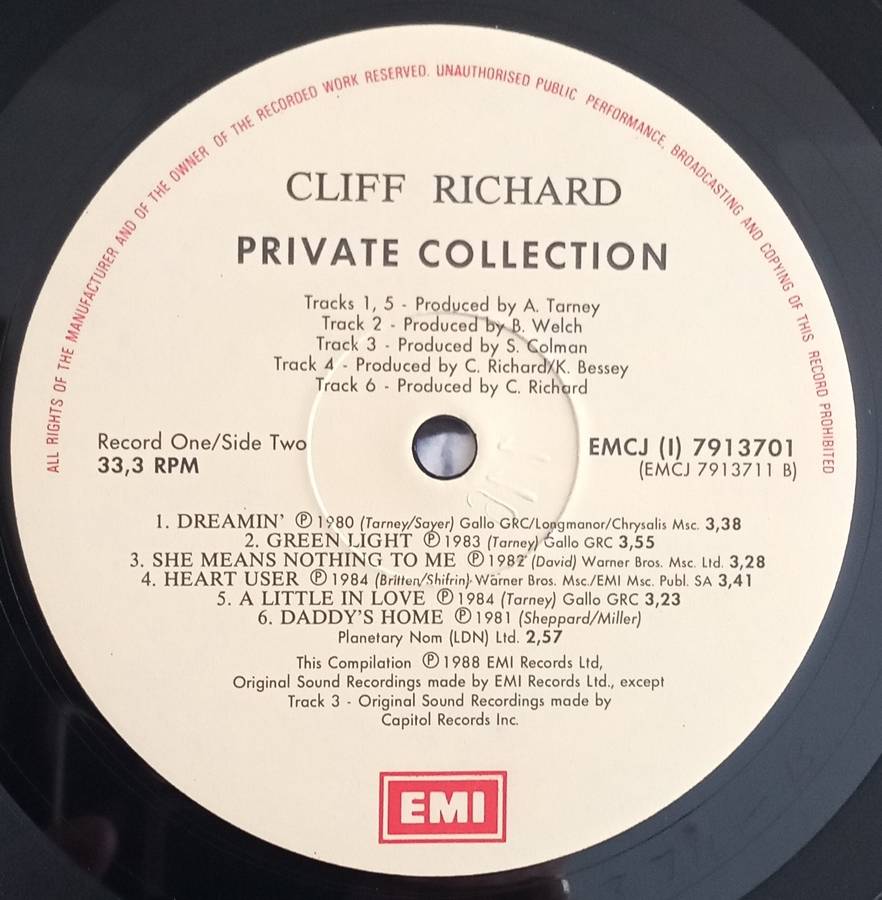 ALL RIGHTS OF THE MANUFACTURER AND OF THE OWNER OF THE RECORDED WORK RESERVED. UNAUTHORISED PUBLIC PERFORMANCE, BROADCASTING AND COPYING OF THIS RECORD PROHIBITED
CLIFF RICHARD
PRIVATE COLLECTION
Tracks 1, 5 - Produced by A. Tarney
Track 2 - Produced by B. Welch
Track 3 - Produced by S. Colman
Track 4 - Produced by C. Richard/K. Bessey
Track 6 - Produced by C. Richard
Record One/Side Two
33,3 RPM
EMCJ (I) 7913701
(EMCJ 7913711 B)
1. DREAMIN' ℗ 1980 (Tarney/Sayer) Gallo GRC/Longmanor/Chrysalis Msc. 3,38
2. GREEN LIGHT ℗ 1983 (Tarney) Gallo GRC 3,55
3. SHE MEANS NOTHING TO ME ℗ 1982 (David) Warner Bros. Msc. Ltd. 3,28
4. HEART USER ℗ 1984 (Britten/Shifrin) Warner Bros. Msc./EMI Msc. Publ. SA 3,41
5. A LITTLE IN LOVE ℗ 1984 (Tarney) Gallo GRC 3,23
6. DADDY'S HOME ℗ 1981 (Sheppard/Miller)
Planetary Nom (LDN) Ltd. 2,57
This Compilation ℗ 1988 EMI Records Ltd,
Original Sound Recordings made by EMI Records Ltd., except
Track 3 - Original Sound Recordings made by
Capitol Records Inc.
EMI